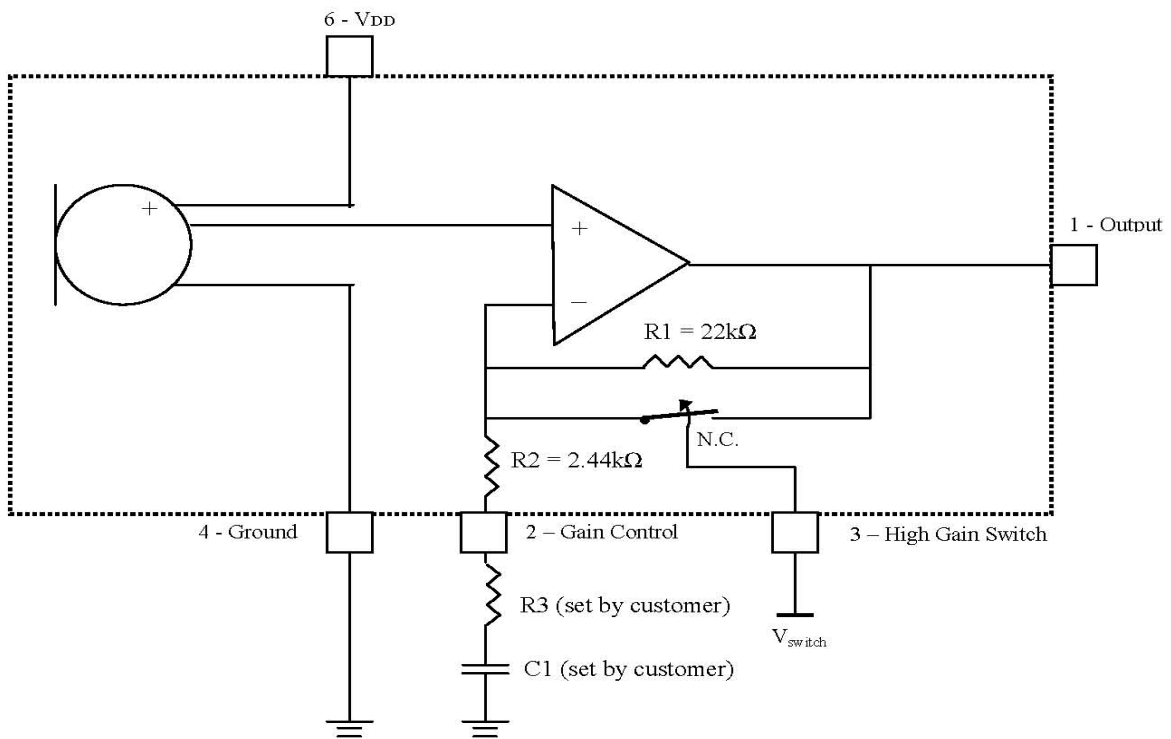 6 - VDD
+
+
1 - Output
−
R1 = 22kΩ
N.C.
R2 = 2.44kΩ
4 - Ground
2 – Gain Control
3 – High Gain Switch
R3 (set by customer)
Vswitch
C1 (set by customer)